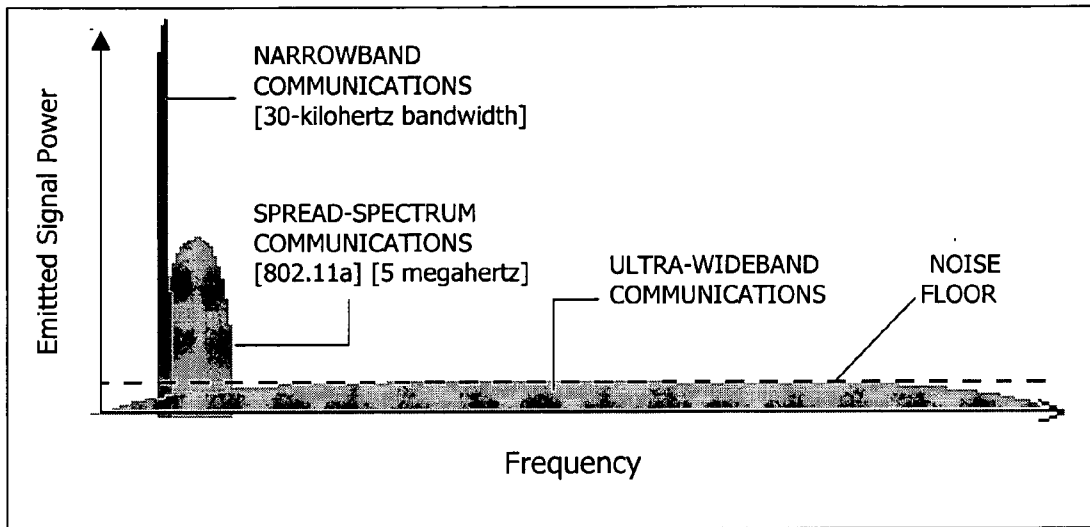 NARROWBAND
COMMUNICATIONS
[30-kilohertz bandwidth]
SPREAD-SPECTRUM
COMMUNICATIONS
[802.11a] [5 megahertz]
ULTRA-WIDEBAND
COMMUNICATIONS
NOISE
FLOOR
Emittted Signal Power
Frequency